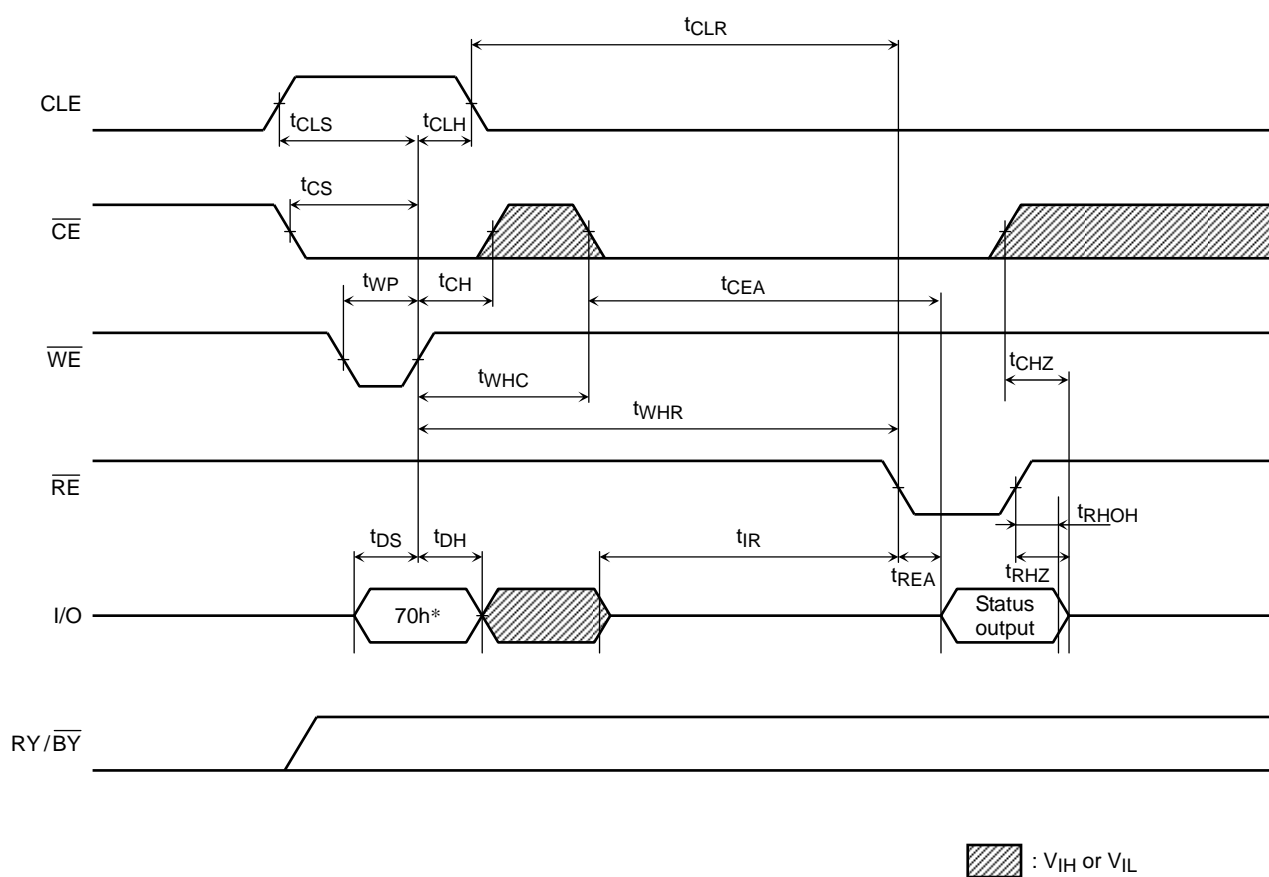 tCLR
CLE
tCLS
tCLH
tCS
CE
tWP
tCH
tCEA
WE
tCHZ
tWHC
tWHR
RE
tRHOH
tDS
tDH
tIR
tREA
tRHZ
I/O
70h*
Status
output
RY/BY
: VIH or VIL